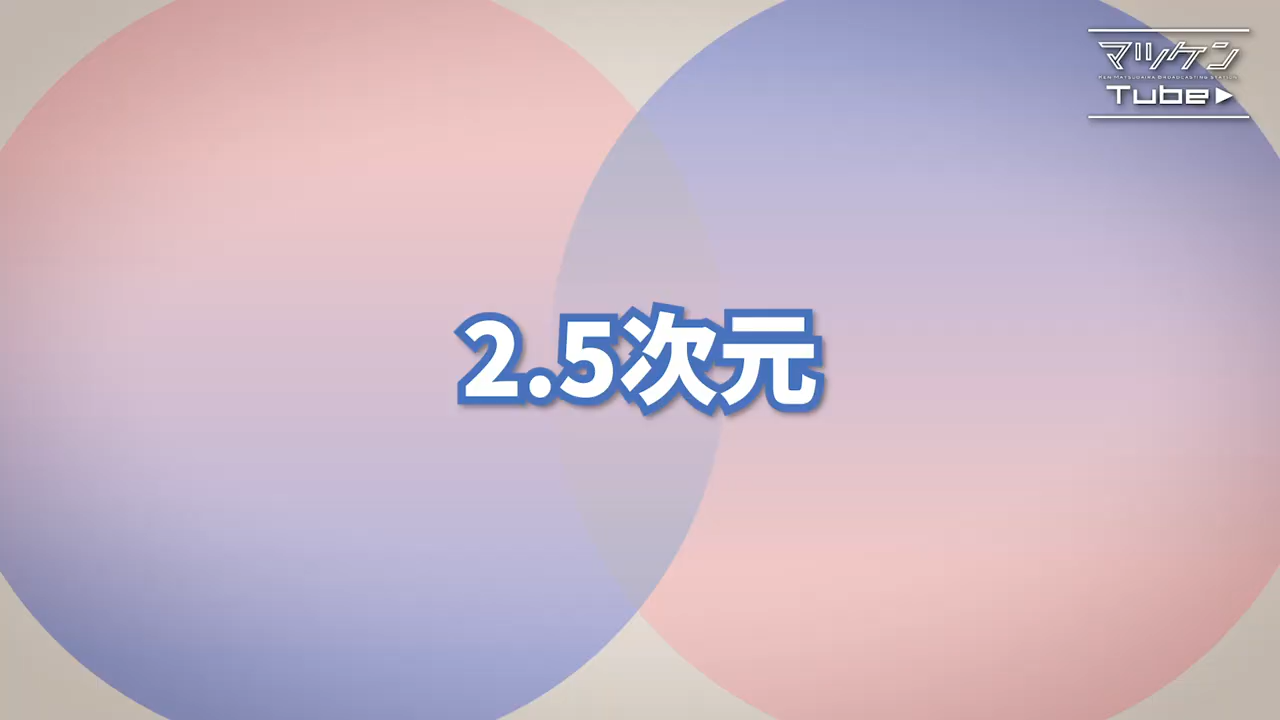 マツケン
KEN MATSUDAIRA BROADCASTING STATION
Tube
2.5次元